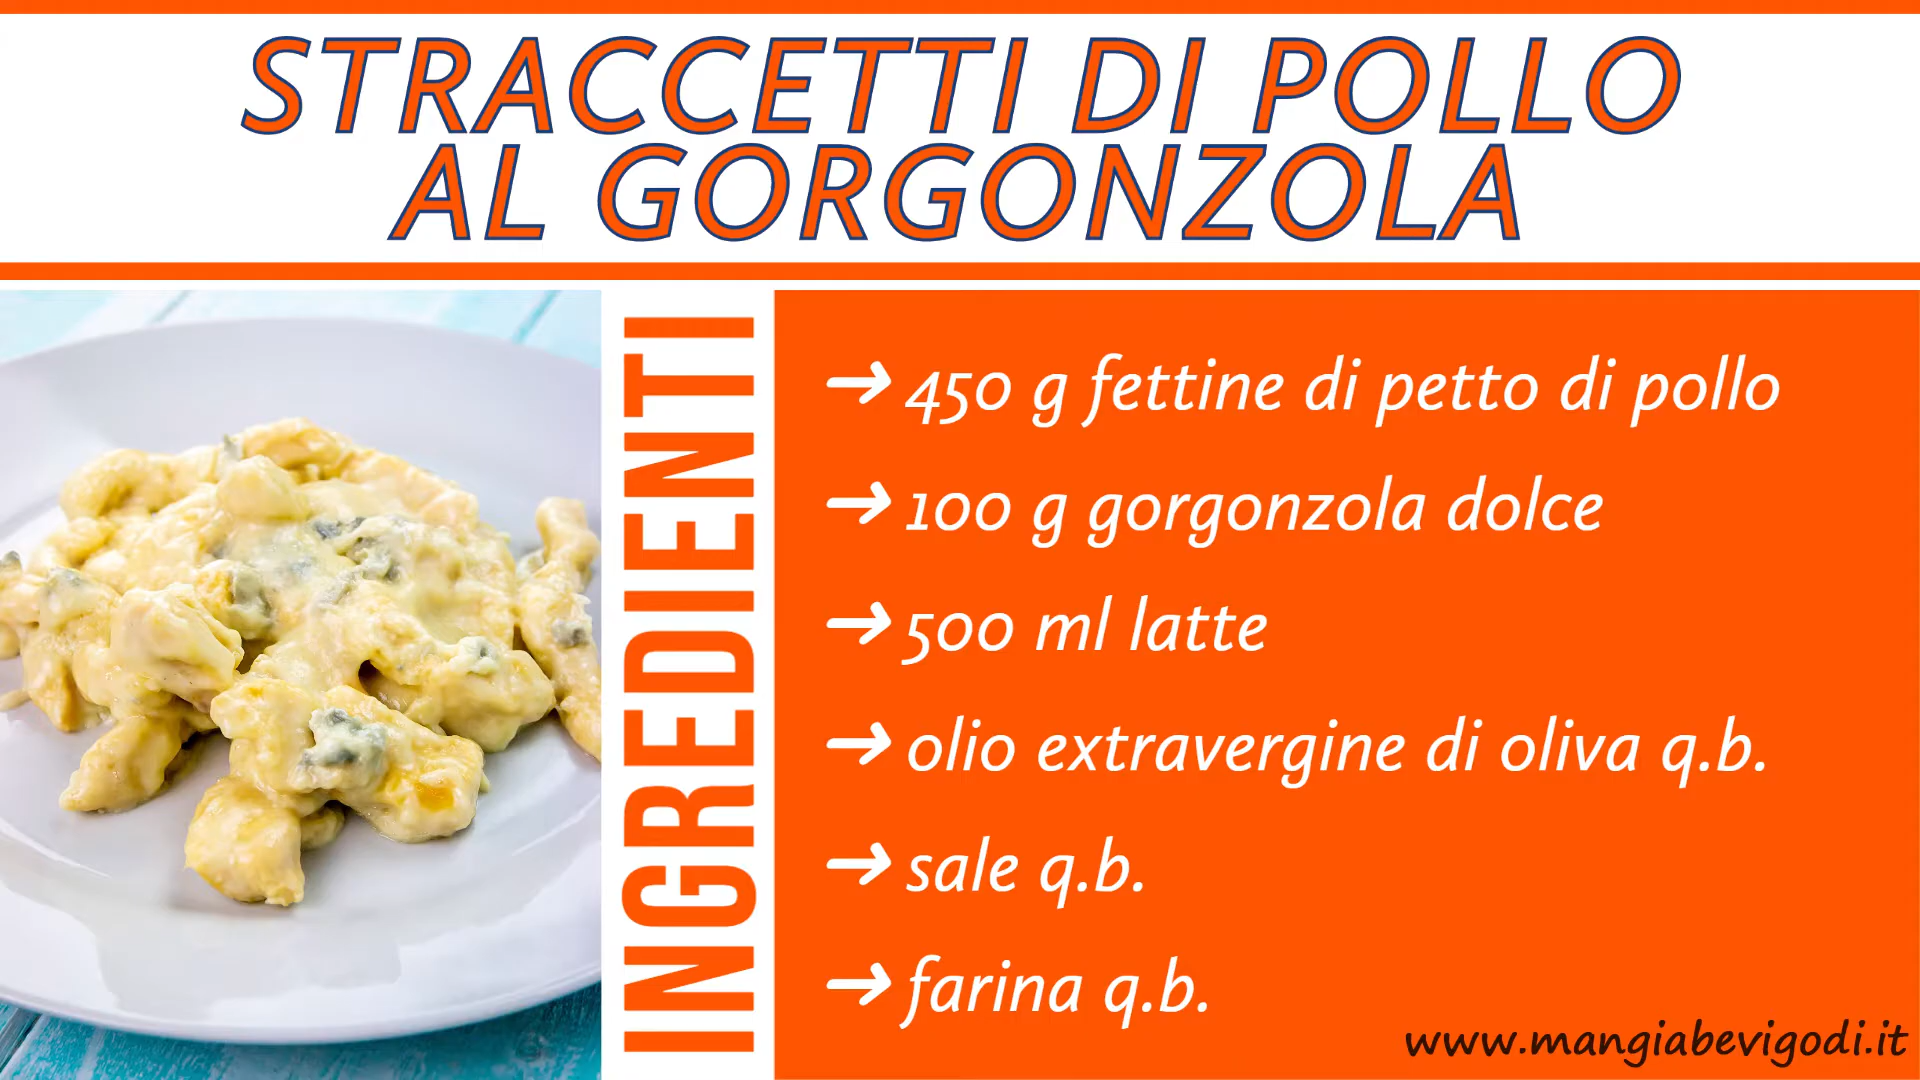 STRACCETTI DI POLLO
AL GORGONZOLA
INGREDIENTI
→ 450 g fettine di petto di pollo
→ 100 g gorgonzola dolce
→ 500 ml latte
→ olio extravergine di oliva q.b.
→ sale q.b.
→ farina q.b.
www.mangiabevigodi.it